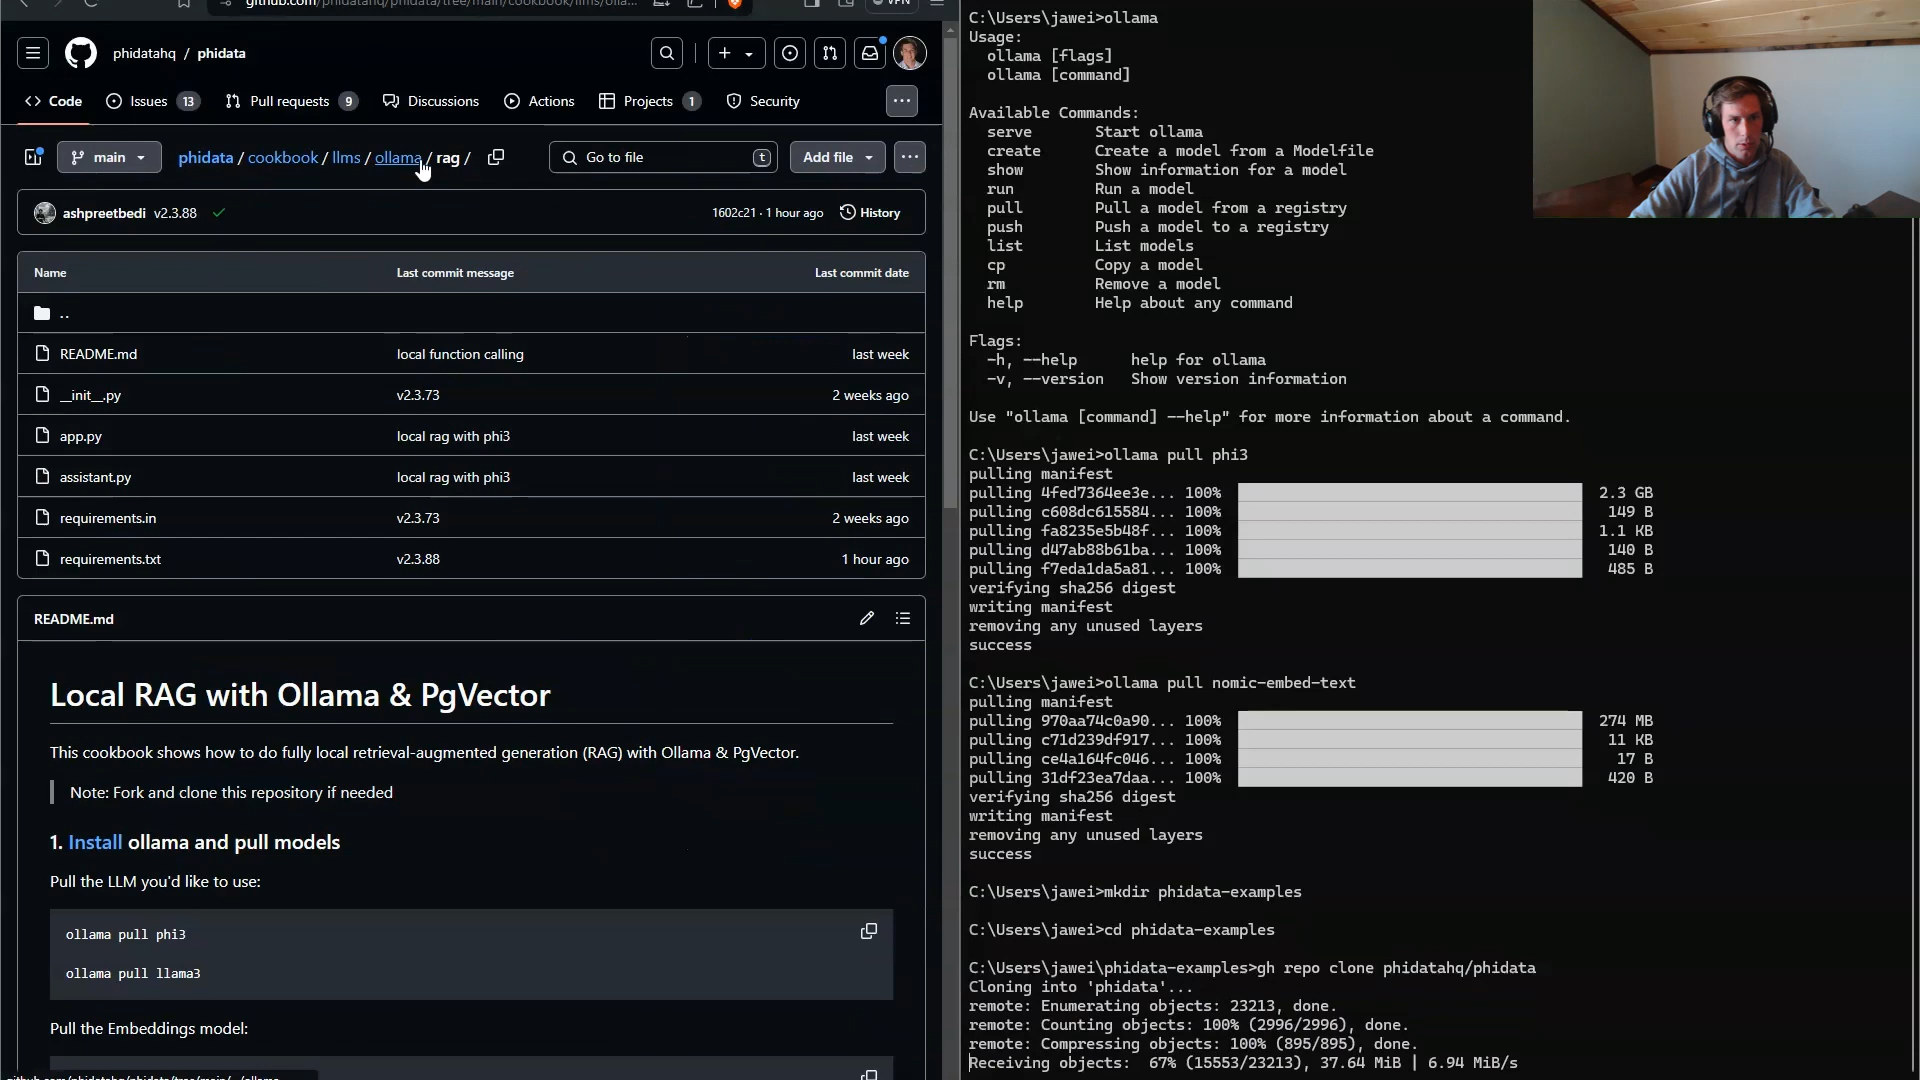 github.com/phidatahq/phidata/tree/main/cookbook/llms/olla...
VPN
phidatahq / phidata
Code
Issues 13
Pull requests 9
Discussions
Actions
Projects 1
Security
main
phidata / cookbook / llms / ollama / rag /
Go to file
t
Add file
ashpreetbedi v2.3.88
1602c21 · 1 hour ago
History
Name Last commit message Last commit date
..
README.md local function calling last week
__init__.py v2.3.73 2 weeks ago
app.py local rag with phi3 last week
assistant.py local rag with phi3 last week
requirements.in v2.3.73 2 weeks ago
requirements.txt v2.3.88 1 hour ago
README.md
Local RAG with Ollama & PgVector
This cookbook shows how to do fully local retrieval-augmented generation (RAG) with Ollama & PgVector.
Note: Fork and clone this repository if needed
1. Install ollama and pull models
Pull the LLM you'd like to use:
ollama pull phi3
ollama pull llama3
Pull the Embeddings model:
C:\Users\jawei>ollama
Usage:
ollama [flags]
ollama [command]
Available Commands:
serve Start ollama
create Create a model from a Modelfile
show Show information for a model
run Run a model
pull Pull a model from a registry
push Push a model to a registry
list List models
cp Copy a model
rm Remove a model
help Help about any command
Flags:
-h, --help help for ollama
-v, --version Show version information
Use "ollama [command] --help" for more information about a command.
C:\Users\jawei>ollama pull phi3
pulling manifest
pulling 4fed7364ee3e... 100% 2.3 GB
pulling c608dc615584... 100% 149 B
pulling fa8235e5b48f... 100% 1.1 KB
pulling d47ab88b61ba... 100% 140 B
pulling f7eda1da5a81... 100% 485 B
verifying sha256 digest
writing manifest
removing any unused layers
success
C:\Users\jawei>ollama pull nomic-embed-text
pulling manifest
pulling 970aa74c0a90... 100% 274 MB
pulling c71d239df917... 100% 11 KB
pulling ce4a164fc046... 100% 17 B
pulling 31df23ea7daa... 100% 420 B
verifying sha256 digest
writing manifest
removing any unused layers
success
C:\Users\jawei>mkdir phidata-examples
C:\Users\jawei>cd phidata-examples
C:\Users\jawei\phidata-examples>gh repo clone phidatahq/phidata
Cloning into 'phidata'...
remote: Enumerating objects: 23213, done.
remote: Counting objects: 100% (2996/2996), done.
remote: Compressing objects: 100% (895/895), done.
Receiving objects: 67% (15553/23213), 37.64 MiB | 6.94 MiB/s